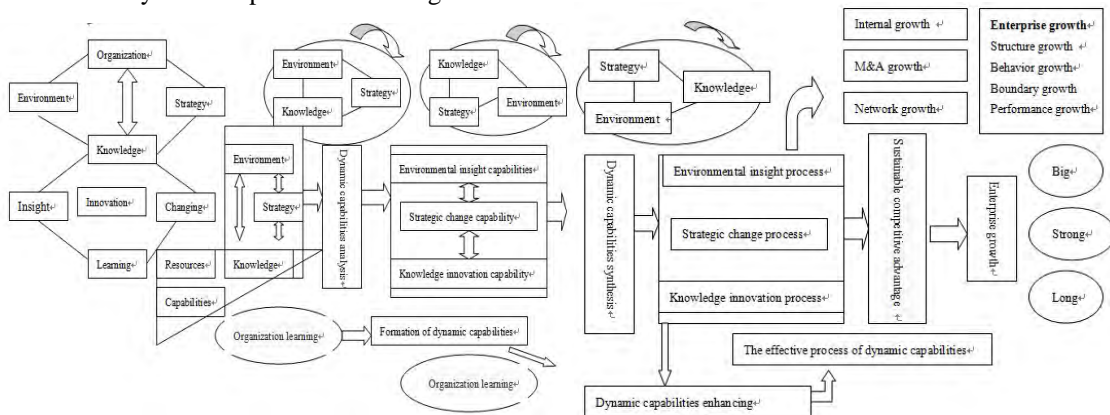 Organization
Environment
Strategy
Knowledge
Insight
Innovation
Changing
Learning
Resources
Capabilities
Environment
Strategy
Knowledge
Environment
Strategy
Knowledge
Dynamic capabilities analysis
Knowledge
Strategy
Environment
Environmental insight capabilities
Strategic change capability
Knowledge innovation capability
Organization learning
Formation of dynamic capabilities
Organization learning
Strategy
Knowledge
Environment
Dynamic capabilities synthesis
Environmental insight process
Strategic change process
Knowledge innovation process
Dynamic capabilities enhancing
The effective process of dynamic capabilities
Internal growth
M&A growth
Network growth
Enterprise growth
Structure growth
Behavior growth
Boundary growth
Performance growth
Sustainable competitive advantage
Enterprise growth
Big
Strong
Long